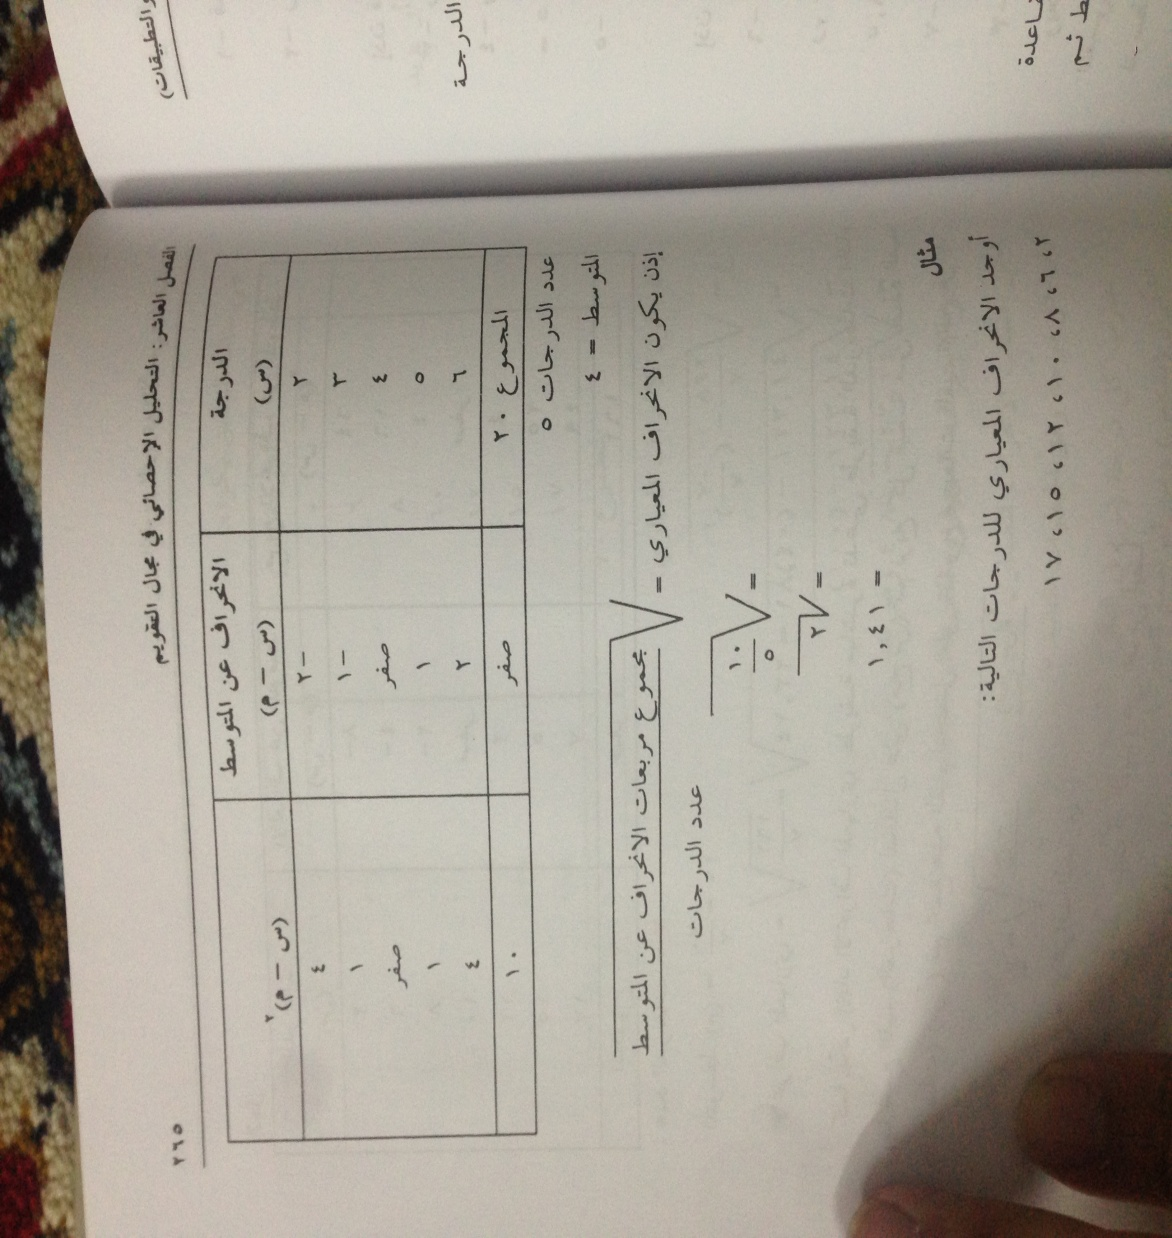 والتطبيقات)
الدرجة
ساعدة
ط ثم
٢٦٥
الفصل العاشر: التحليل الاحصائي في مجال التقويم
الدرجة الانحراف عن المتوسط
(س) (س - م) (س - م)٢
٢ -٢ ٤
٣ -١ ١
٤ صفر صفر
٥ ١ ١
٦ ٢ ٤
المجموع ٢٠ صفر ١٠
عدد الدرجات ٥
المتوسط = ٤
إذن يكون الانحراف المعياري = √ مجموع مربعات الانحراف عن المتوسط
عدد الدرجات
= √ ١٠
٥
= √٢
= ١,٤١
مثال
أوجد الانحراف المعياري للدرجات التالية:
٢، ٦، ٨، ١٠، ١٢، ١٥، ١٧